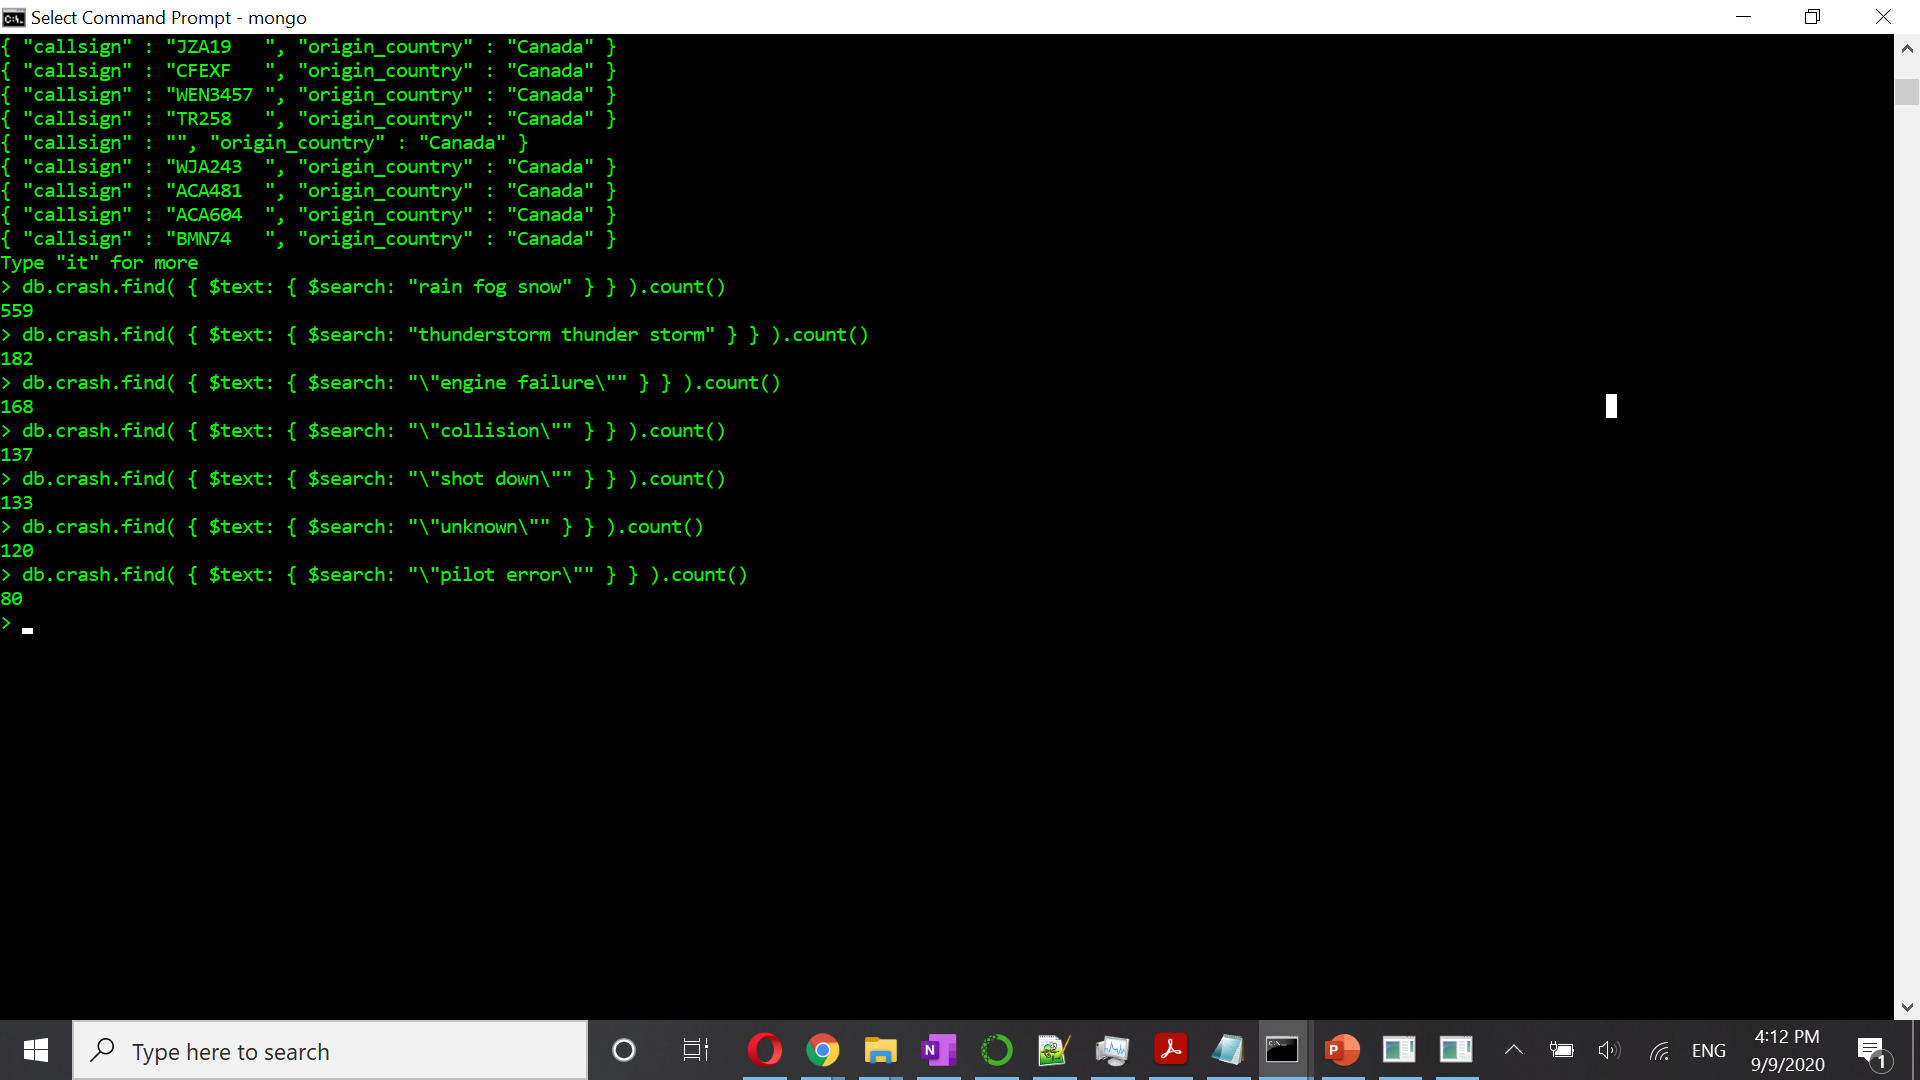 Select Command Prompt - mongo
{ "callsign" : "JZA19   ", "origin_country" : "Canada" }
{ "callsign" : "CFEXF   ", "origin_country" : "Canada" }
{ "callsign" : "WEN3457 ", "origin_country" : "Canada" }
{ "callsign" : "TR258   ", "origin_country" : "Canada" }
{ "callsign" : "", "origin_country" : "Canada" }
{ "callsign" : "WJA243  ", "origin_country" : "Canada" }
{ "callsign" : "ACA481  ", "origin_country" : "Canada" }
{ "callsign" : "ACA604  ", "origin_country" : "Canada" }
{ "callsign" : "BMN74   ", "origin_country" : "Canada" }
Type "it" for more
> db.crash.find( { $text: { $search: "rain fog snow" } } ).count()
559
> db.crash.find( { $text: { $search: "thunderstorm thunder storm" } } ).count()
182
> db.crash.find( { $text: { $search: "\"engine failure\"" } } ).count()
168
> db.crash.find( { $text: { $search: "\"collision\"" } } ).count()
137
> db.crash.find( { $text: { $search: "\"shot down\"" } } ).count()
133
> db.crash.find( { $text: { $search: "\"unknown\"" } } ).count()
120
> db.crash.find( { $text: { $search: "\"pilot error\"" } } ).count()
80
>
Type here to search
ENG
4:12 PM
9/9/2020
1